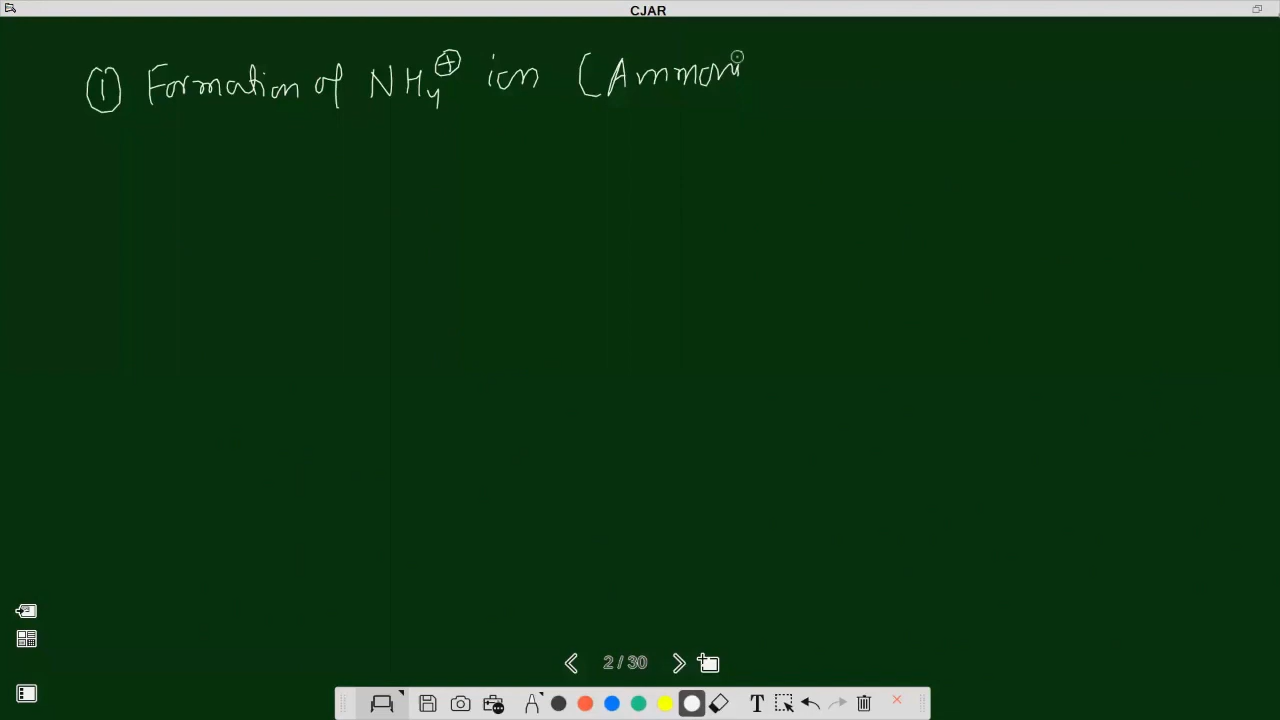 CJAR
① Formation of NH₄⊕ ion (Ammoni
2 / 30
T